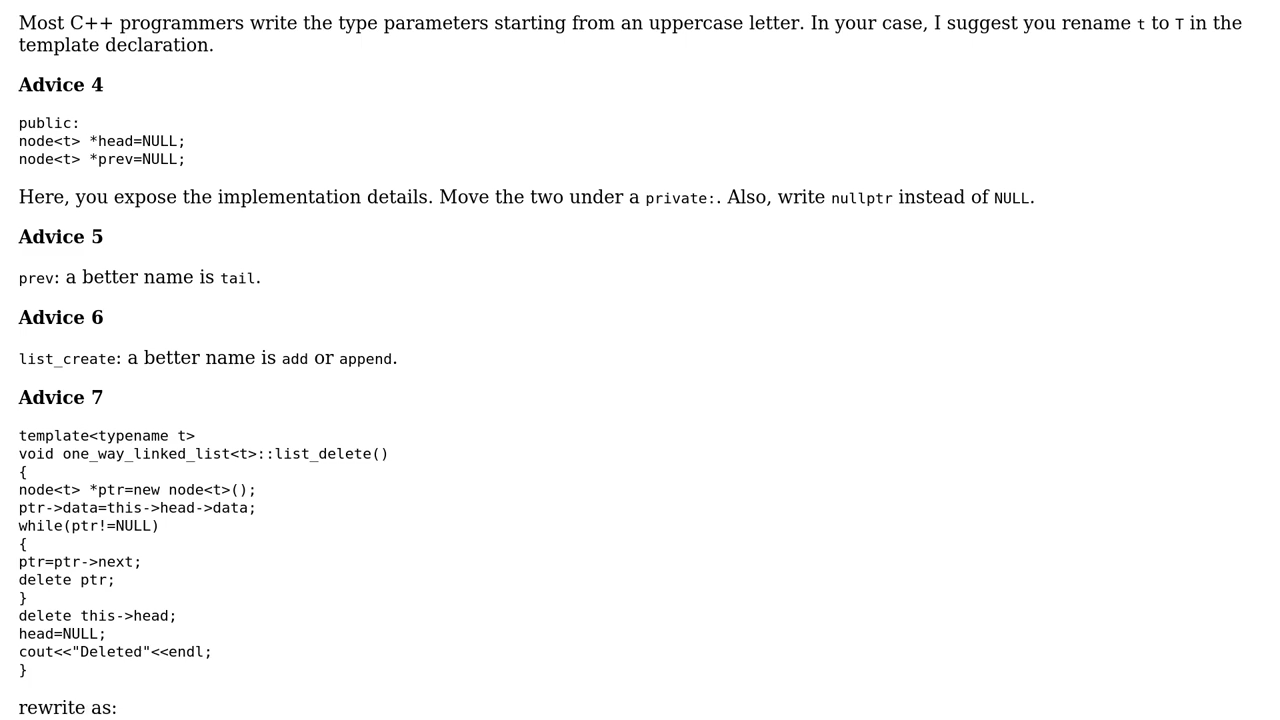 Most C++ programmers write the type parameters starting from an uppercase letter. In your case, I suggest you rename t to T in the
template declaration.
Advice 4
public:
node<t> *head=NULL;
node<t> *prev=NULL;
Here, you expose the implementation details. Move the two under a private:. Also, write nullptr instead of NULL.
Advice 5
prev: a better name is tail.
Advice 6
list_create: a better name is add or append.
Advice 7
template<typename t>
void one_way_linked_list<t>::list_delete()
{
node<t> *ptr=new node<t>();
ptr->data=this->head->data;
while(ptr!=NULL)
{
ptr=ptr->next;
delete ptr;
}
delete this->head;
head=NULL;
cout<<"Deleted"<<endl;
}
rewrite as: